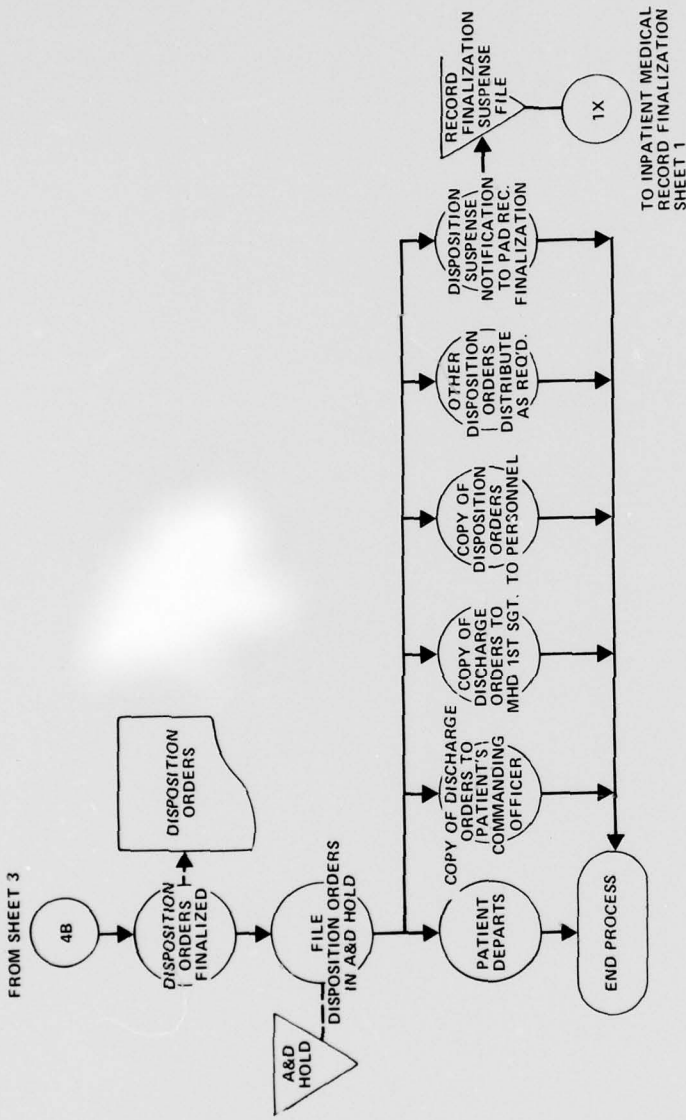 FROM SHEET 3
4B
DISPOSITION
ORDERS
FINALIZED
DISPOSITION
ORDERS
A&D
HOLD
FILE
DISPOSITION ORDERS
IN A&D HOLD
PATIENT
DEPARTS
COPY OF DISCHARGE
ORDERS TO
PATIENT'S
COMMANDING
OFFICER
COPY OF
DISCHARGE
ORDERS TO
MHD 1ST SGT.
COPY OF
DISPOSITION
ORDERS
TO PERSONNEL
OTHER
DISPOSITION
ORDERS
DISTRIBUTE
AS REQ'D.
DISPOSITION
SUSPENSE
NOTIFICATION
TO PAD REC.
FINALIZATION
RECORD
FINALIZATION
SUSPENSE
FILE
1X
TO INPATIENT MEDICAL
RECORD FINALIZATION
SHEET 1
END PROCESS